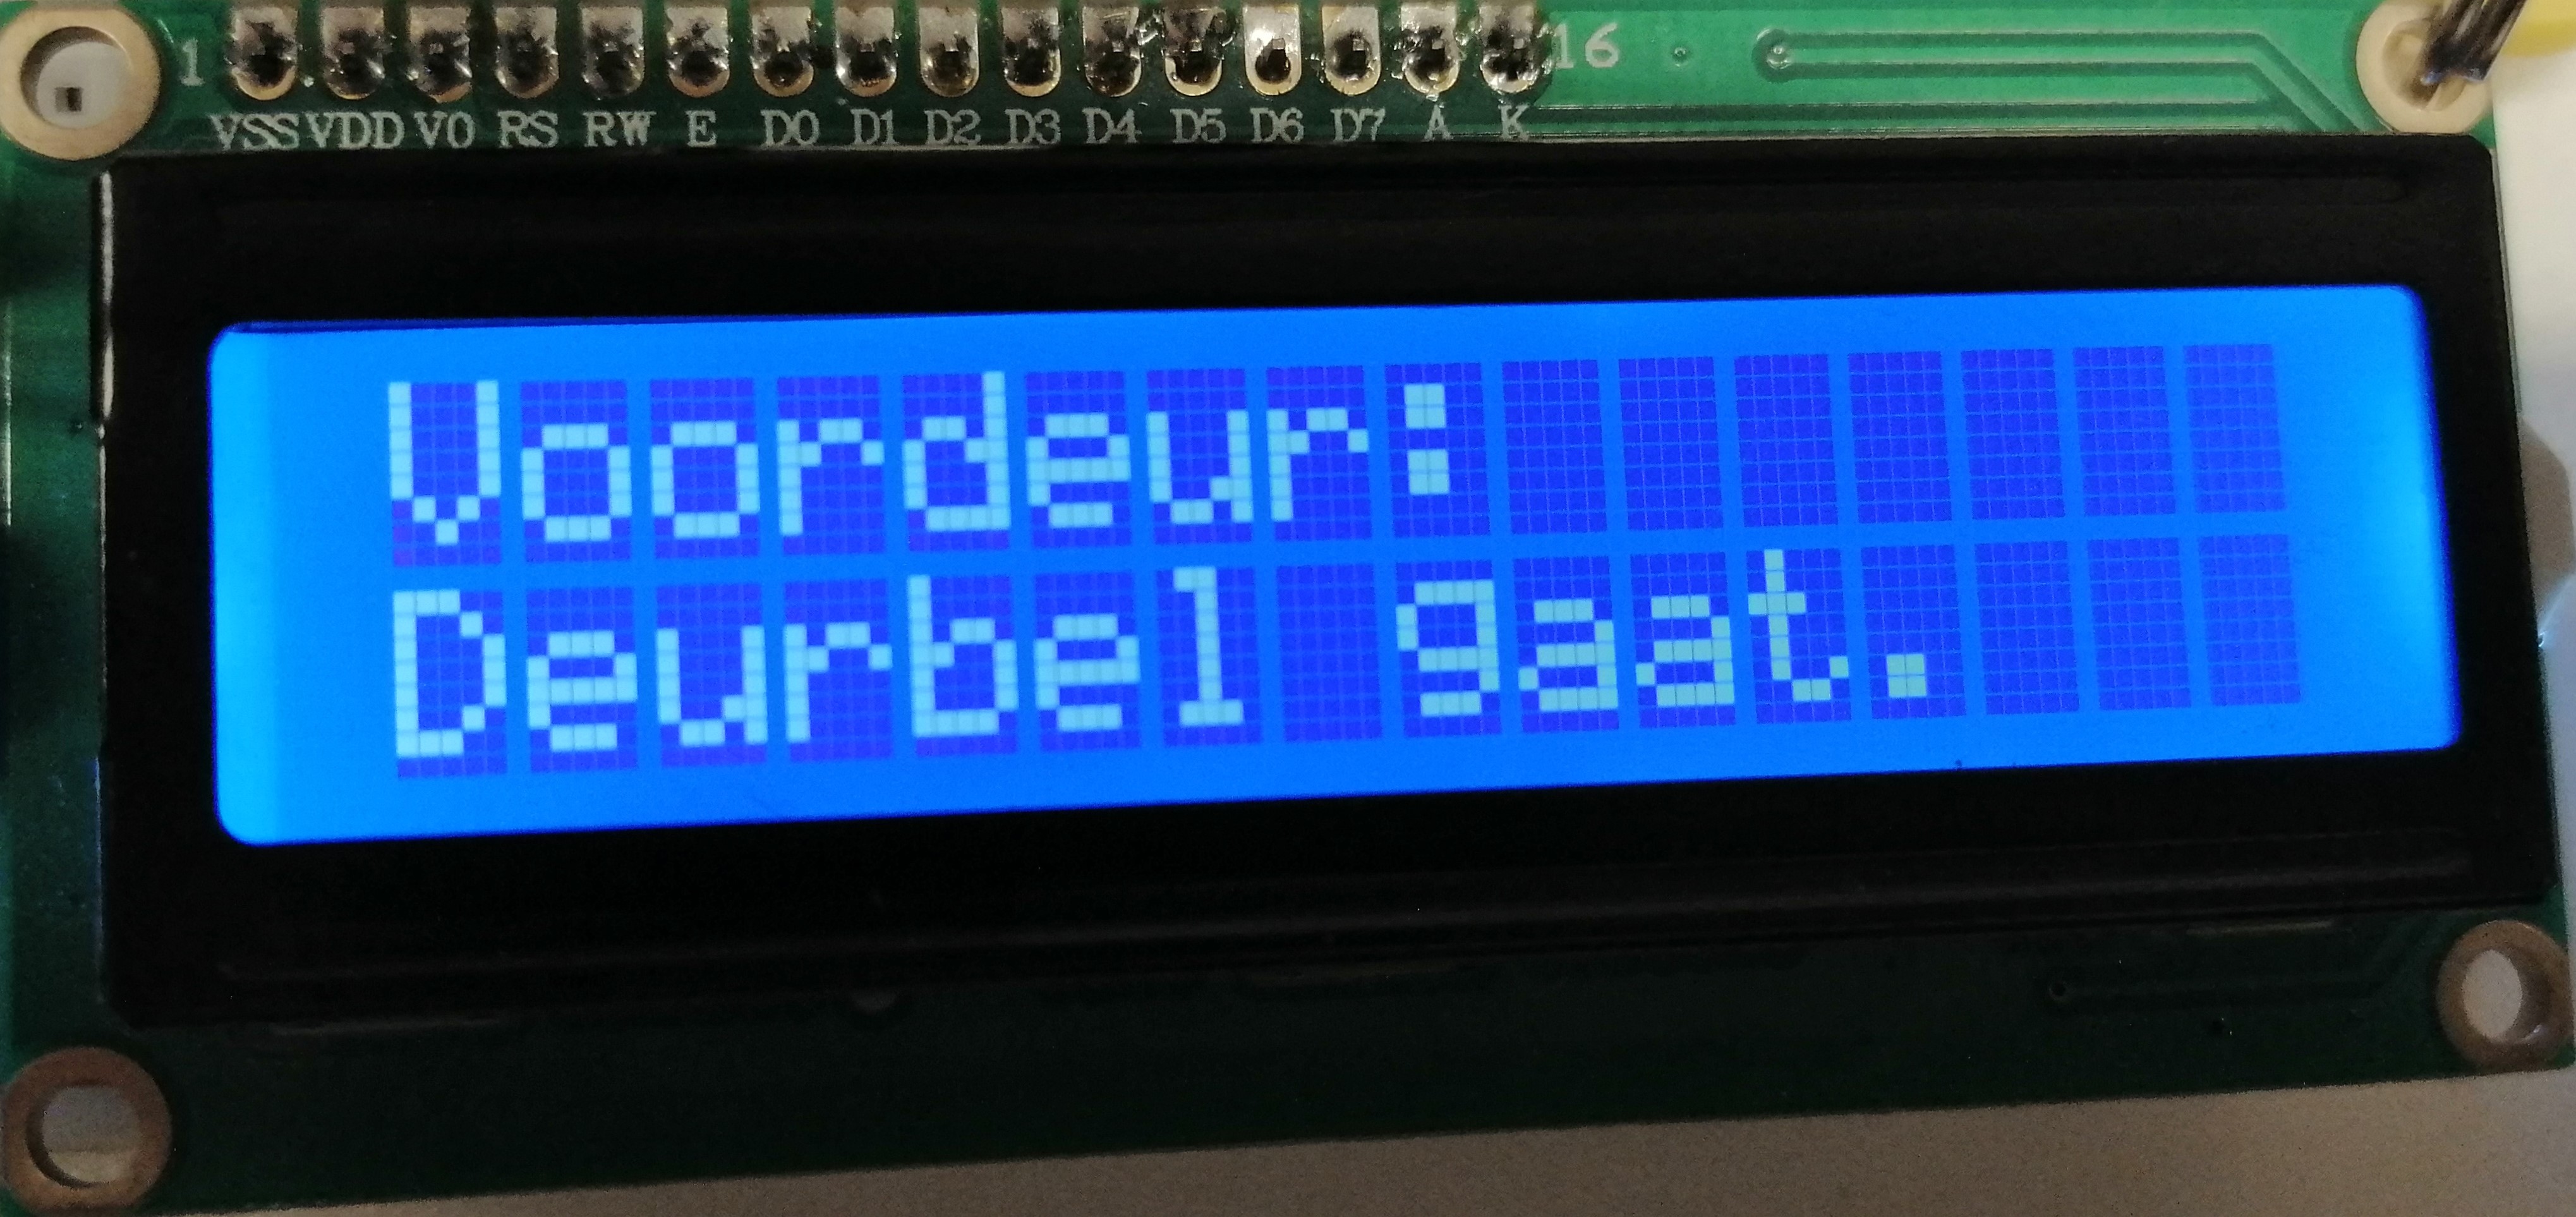 1 16
VSS VDD V0 RS RW E D0 D1 D2 D3 D4 D5 D6 D7 A K
Voordeur:
Deurbel gaat.